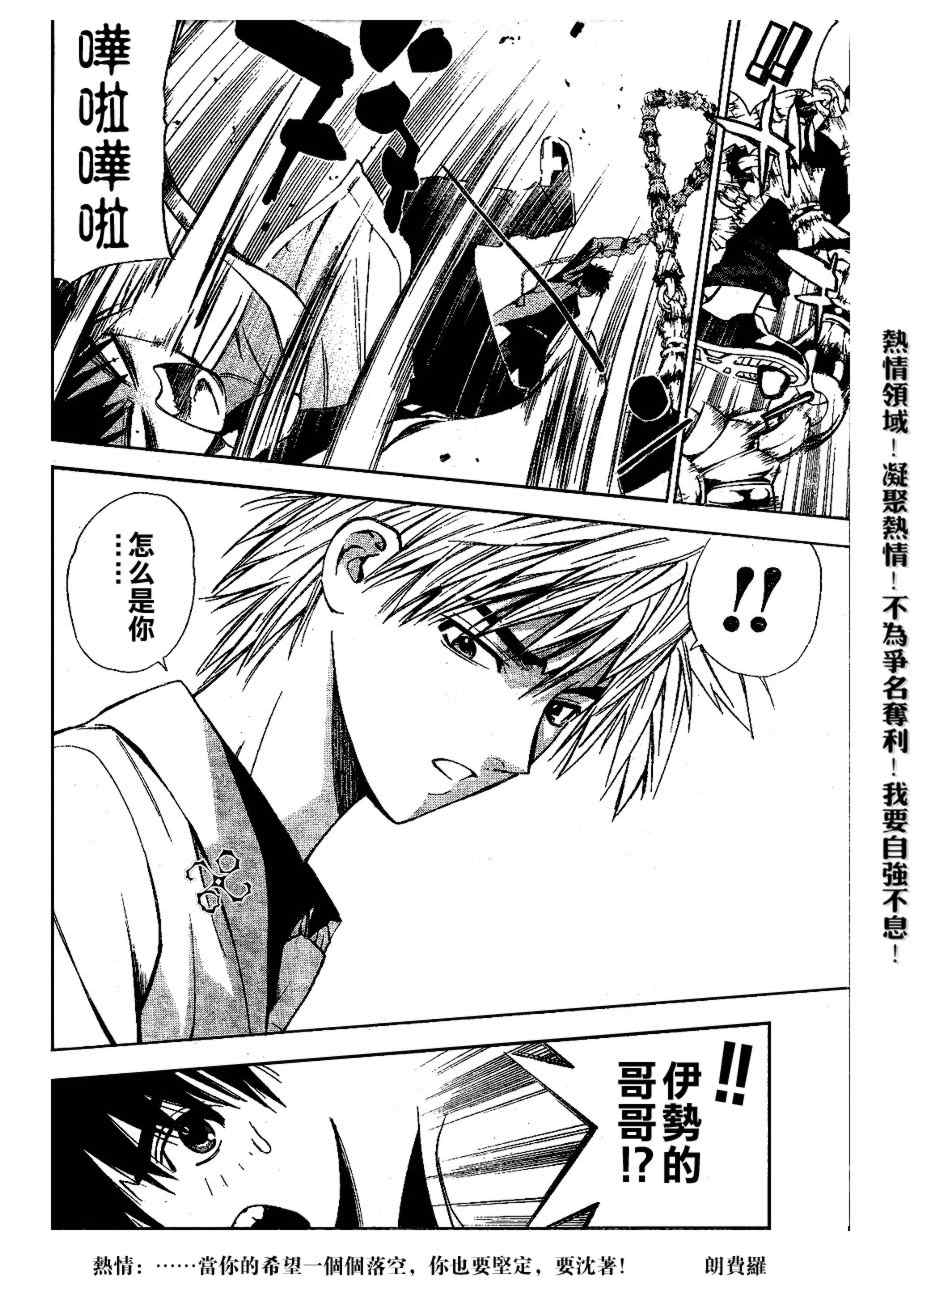 !!
嘩啦嘩啦
!!
怎么是你
……
!!
伊勢的
哥哥!?
熱情領域！凝聚熱情！不為爭名奪利！我要自強不息！
熱情：……當你的希望一個個落空，你也要堅定，要沈著！ 朗費羅